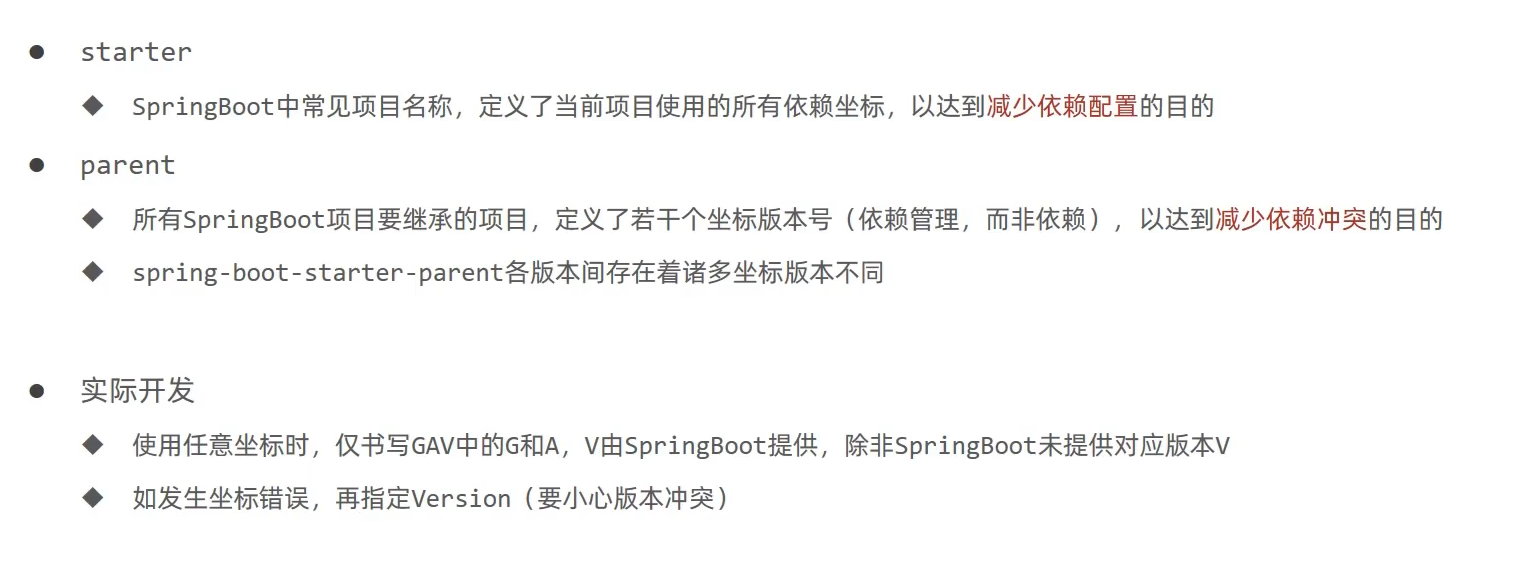 starter
SpringBoot中常见项目名称，定义了当前项目使用的所有依赖坐标，以达到减少依赖配置的目的
parent
所有SpringBoot项目要继承的项目，定义了若干个坐标版本号（依赖管理，而非依赖），以达到减少依赖冲突的目的
spring-boot-starter-parent各版本间存在着诸多坐标版本不同
实际开发
使用任意坐标时，仅书写GAV中的G和A，V由SpringBoot提供，除非SpringBoot未提供对应版本V
如发生坐标错误，再指定Version（要小心版本冲突）